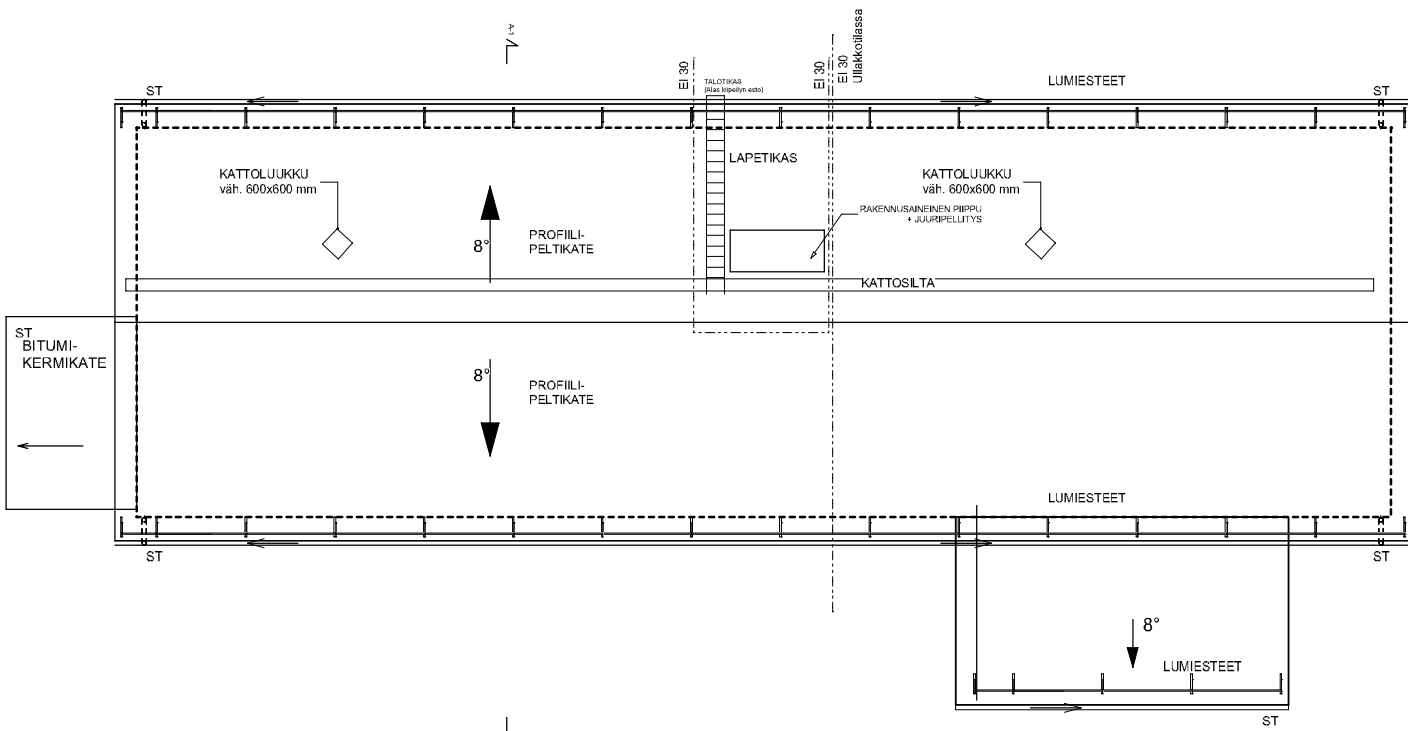 A-1
EI 30
EI 30
EI 30
Ullakkotilassa
TALOTIKAS
(Alas kiipeilyn esto)
LUMIESTEET
ST
ST
LAPETIKAS
KATTOLUUKKU
väh. 600x600 mm
KATTOLUUKKU
väh. 600x600 mm
RAKENNUSAINEINEN PIIPPU
+ JUURIPELLITYS
8°
PROFIILI-
PELTIKATE
KATTOSILTA
ST
BITUMI-
KERMIKATE
8°
PROFIILI-
PELTIKATE
LUMIESTEET
ST
ST
8°
LUMIESTEET
ST